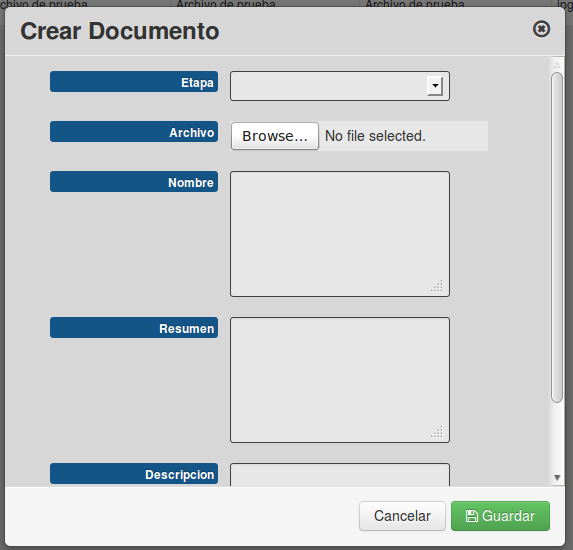 chivo de prueba Archivo de prueba Archivo de prueba
Crear Documento
Etapa
Archivo Browse... No file selected.
Nombre
Resumen
Descripcion
Cancelar Guardar